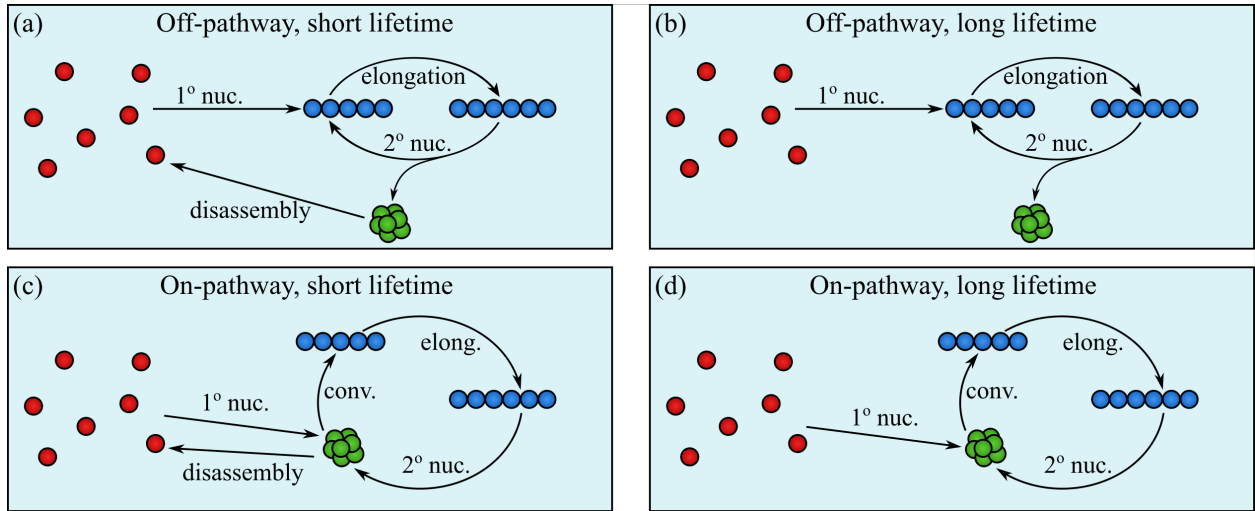 (a) Off-pathway, short lifetime
elongation
1º nuc.
2º nuc.
disassembly
(b) Off-pathway, long lifetime
elongation
1º nuc.
2º nuc.
(c) On-pathway, short lifetime
elong.
conv.
1º nuc.
2º nuc.
disassembly
(d) On-pathway, long lifetime
elong.
conv.
1º nuc.
2º nuc.